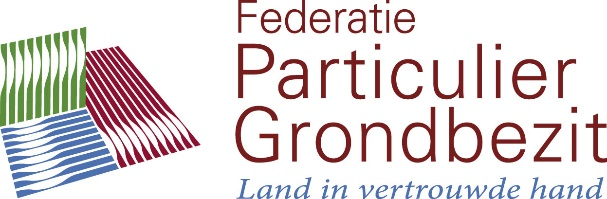 Federatie
Particulier
Grondbezit
Land in vertrouwde hand